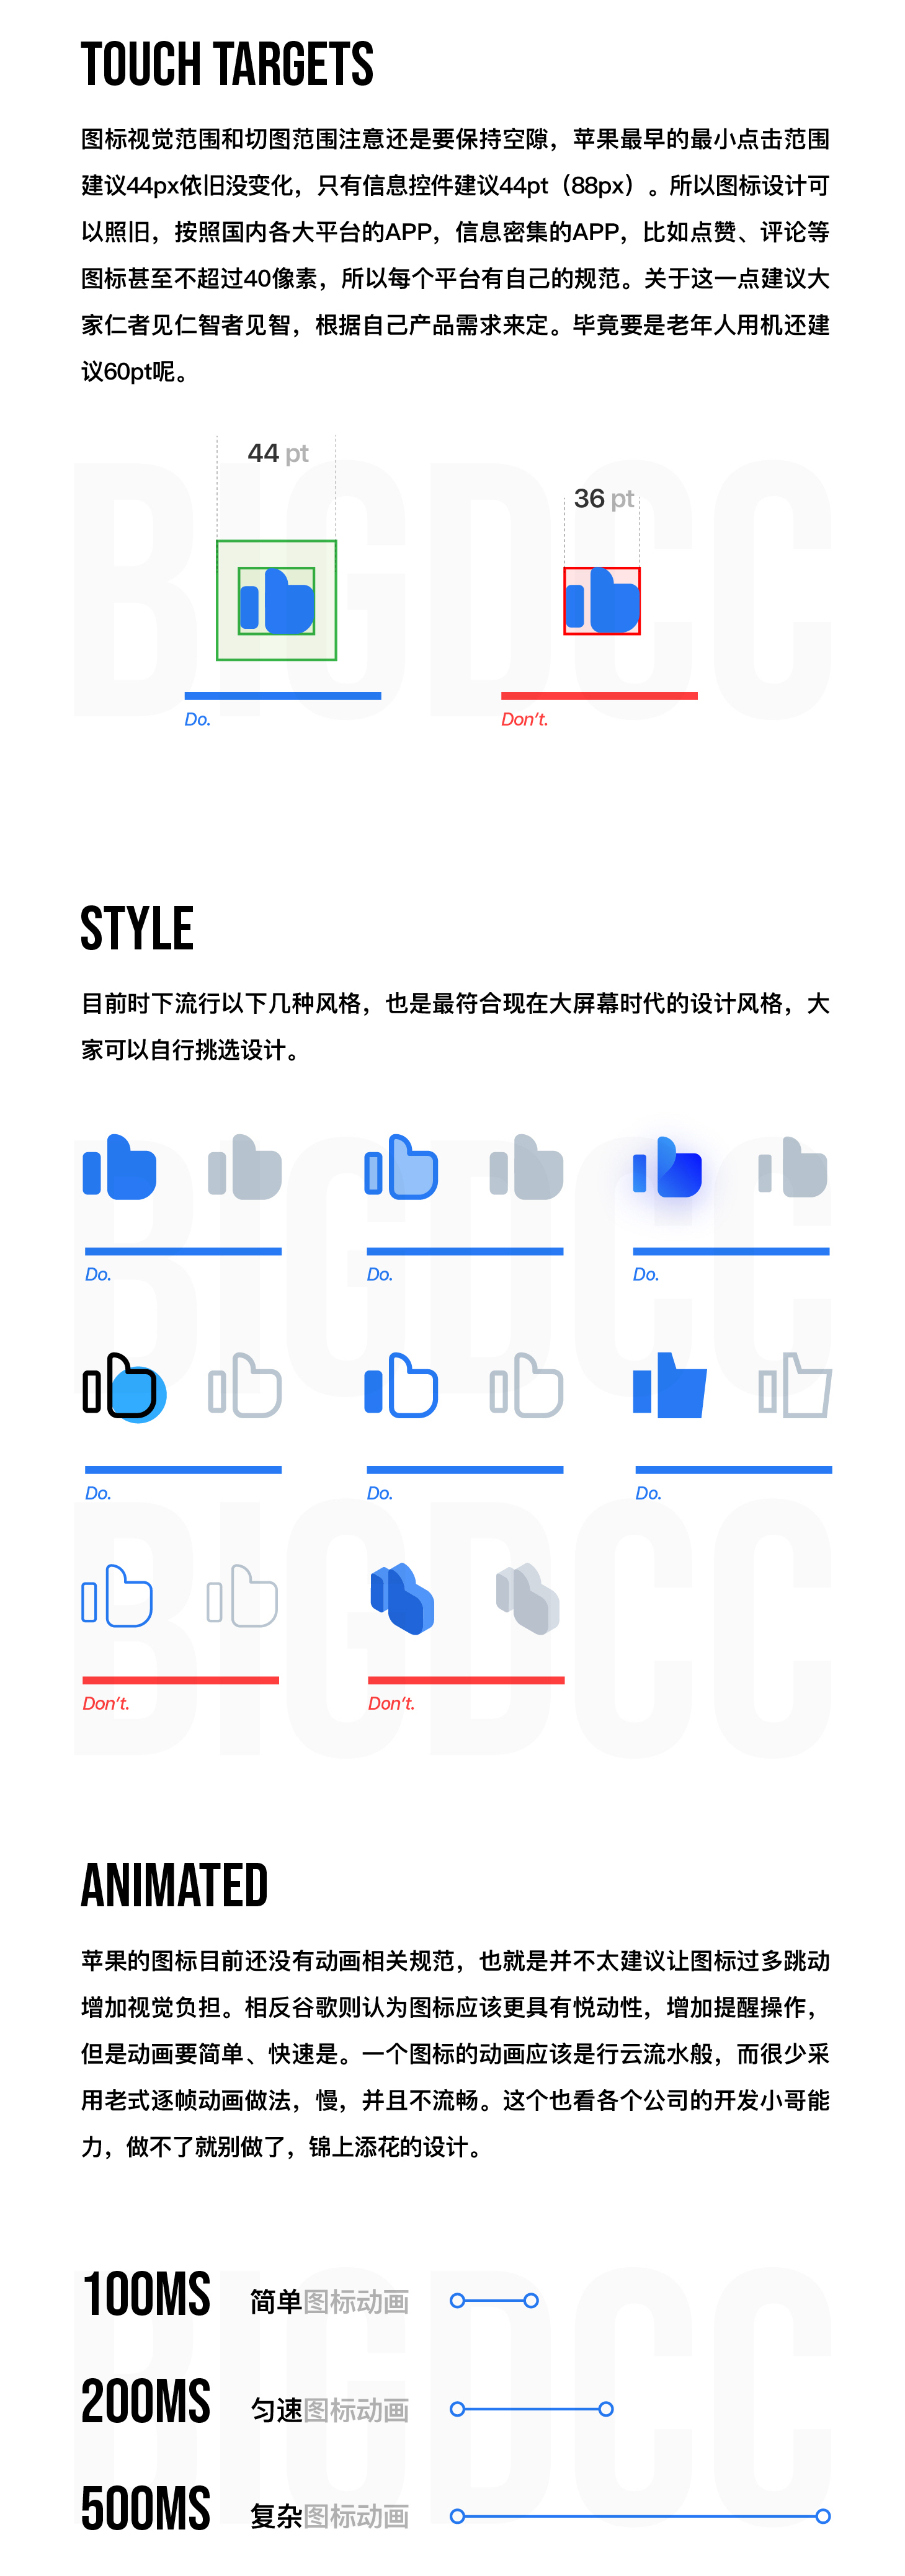 TOUCH TARGETS
图标视觉范围和切图范围注意还是要保持空隙，苹果最早的最小点击范围
建议44px依旧没变化，只有信息控件建议44pt（88px）。所以图标设计可
以照旧，按照国内各大平台的APP，信息密集的APP，比如点赞、评论等
图标甚至不超过40像素，所以每个平台有自己的规范。关于这一点建议大
家仁者见仁智者见智，根据自己产品需求来定。毕竟要是老年人用机还建
议60pt呢。
44 pt
36 pt
BIGDCC
Do.
Don't.
STYLE
目前时下流行以下几种风格，也是最符合现在大屏幕时代的设计风格，大
家可以自行挑选设计。
BIGDCC
Do.
Do.
Do.
Do.
Do.
Do.
BIGDCC
Don't.
Don't.
ANIMATED
苹果的图标目前还没有动画相关规范，也就是并不太建议让图标过多跳动
增加视觉负担。相反谷歌则认为图标应该更具有悦动性，增加提醒操作，
但是动画要简单、快速是。一个图标的动画应该是行云流水般，而很少采
用老式逐帧动画做法，慢，并且不流畅。这个也看各个公司的开发小哥能
力，做不了就别做了，锦上添花的设计。
BIGDCC
100MS 简单图标动画
200MS 匀速图标动画
500MS 复杂图标动画